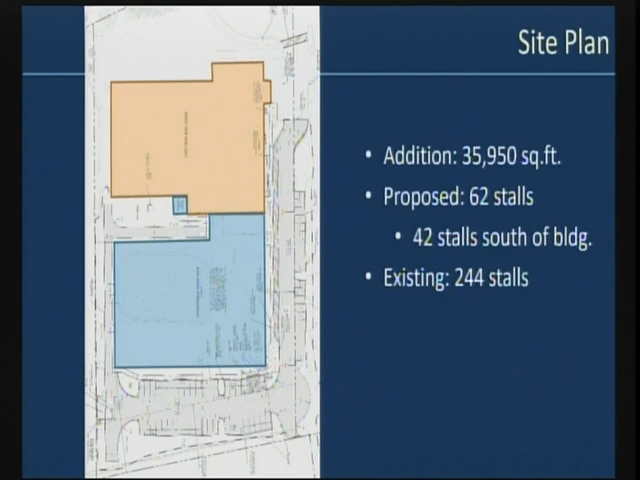 Site Plan
• Addition: 35,950 sq.ft.
• Proposed: 62 stalls
• 42 stalls south of bldg.
• Existing: 244 stalls